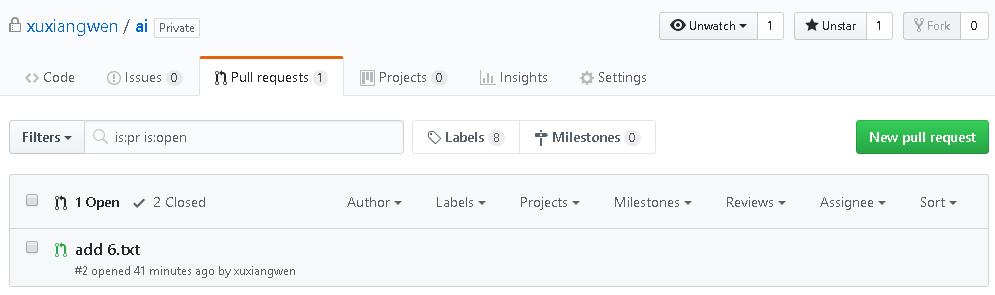 xuxiangwen / ai Private Unwatch 1 Unstar 1 Fork 0
Code Issues 0 Pull requests 1 Projects 0 Insights Settings
Filters is:pr is:open Labels 8 Milestones 0 New pull request
1 Open 2 Closed Author Labels Projects Milestones Reviews Assignee Sort
add 6.txt
#2 opened 41 minutes ago by xuxiangwen